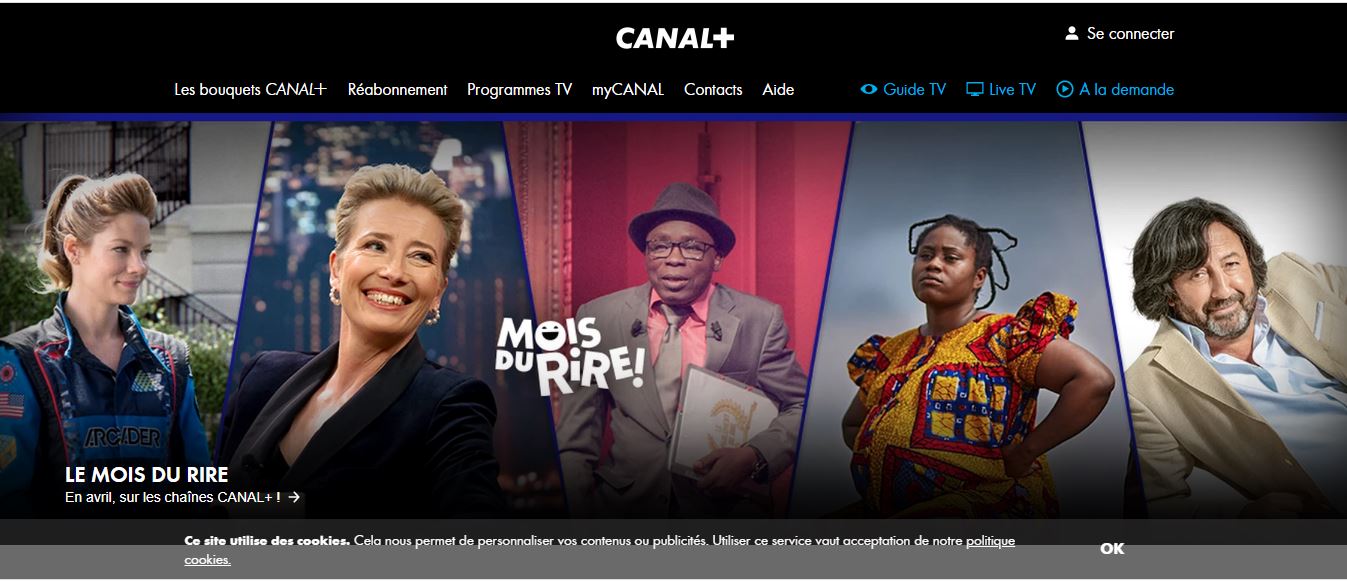 CANAL+
Se connecter
Les bouquets CANAL+ Réabonnement Programmes TV myCANAL Contacts Aide Guide TV Live TV A la demande
MOIS
DU RIRE!
ARCADER
LE MOIS DU RIRE
En avril, sur les chaînes CANAL+ ! →
Ce site utilise des cookies. Cela nous permet de personnaliser vos contenus ou publicités. Utiliser ce service vaut acceptation de notre politique
cookies.
OK